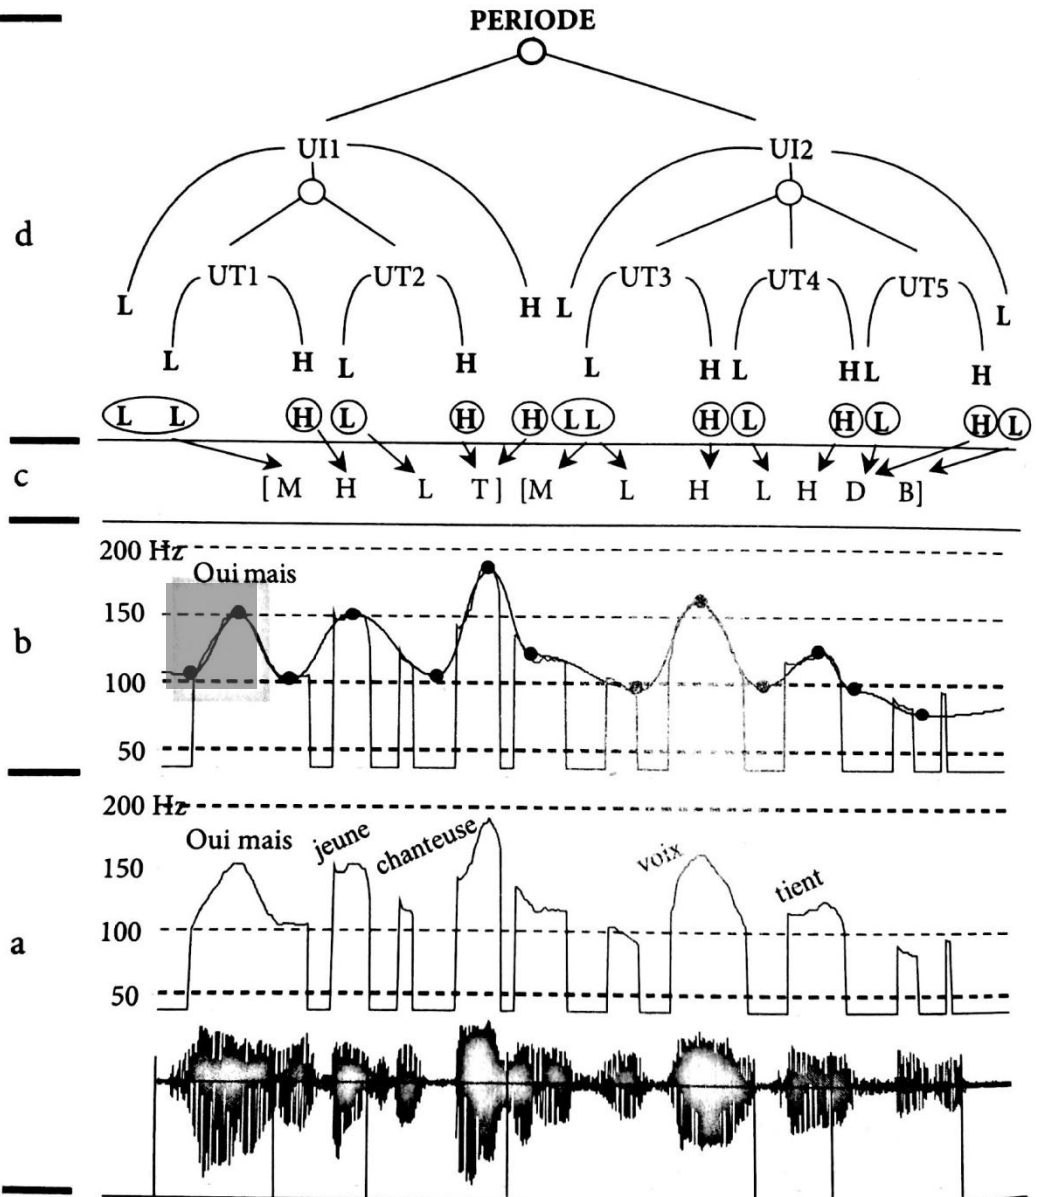 PERIODE
UI1 UI2
d
UT1 UT2 UT3 UT4 UT5
L H L L
L H L H L H L H L H
L L H L H H L L H L H L H L
c
[ M H L T ] [M L H L H D B]
200 Hz
Oui mais
150
b
100
50
200 Hz
Oui mais jeune chanteuse voix tient
150
a
100
50